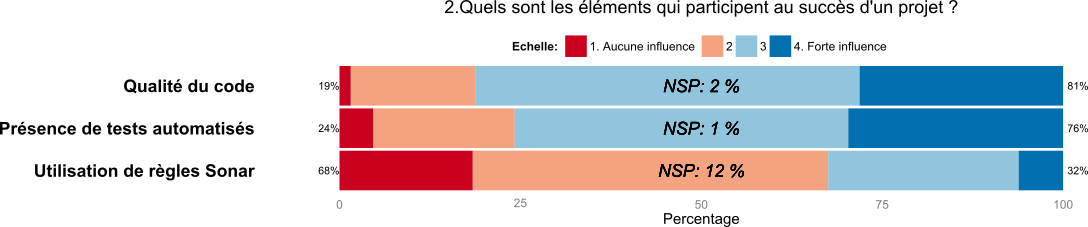 2.Quels sont les éléments qui participent au succès d'un projet ?
Echelle: 1. Aucune influence 2 3 4. Forte influence
Qualité du code 19% NSP: 2 % 81%
Présence de tests automatisés 24% NSP: 1 % 76%
Utilisation de règles Sonar 68% NSP: 12 % 32%
0 25 50 75 100
Percentage